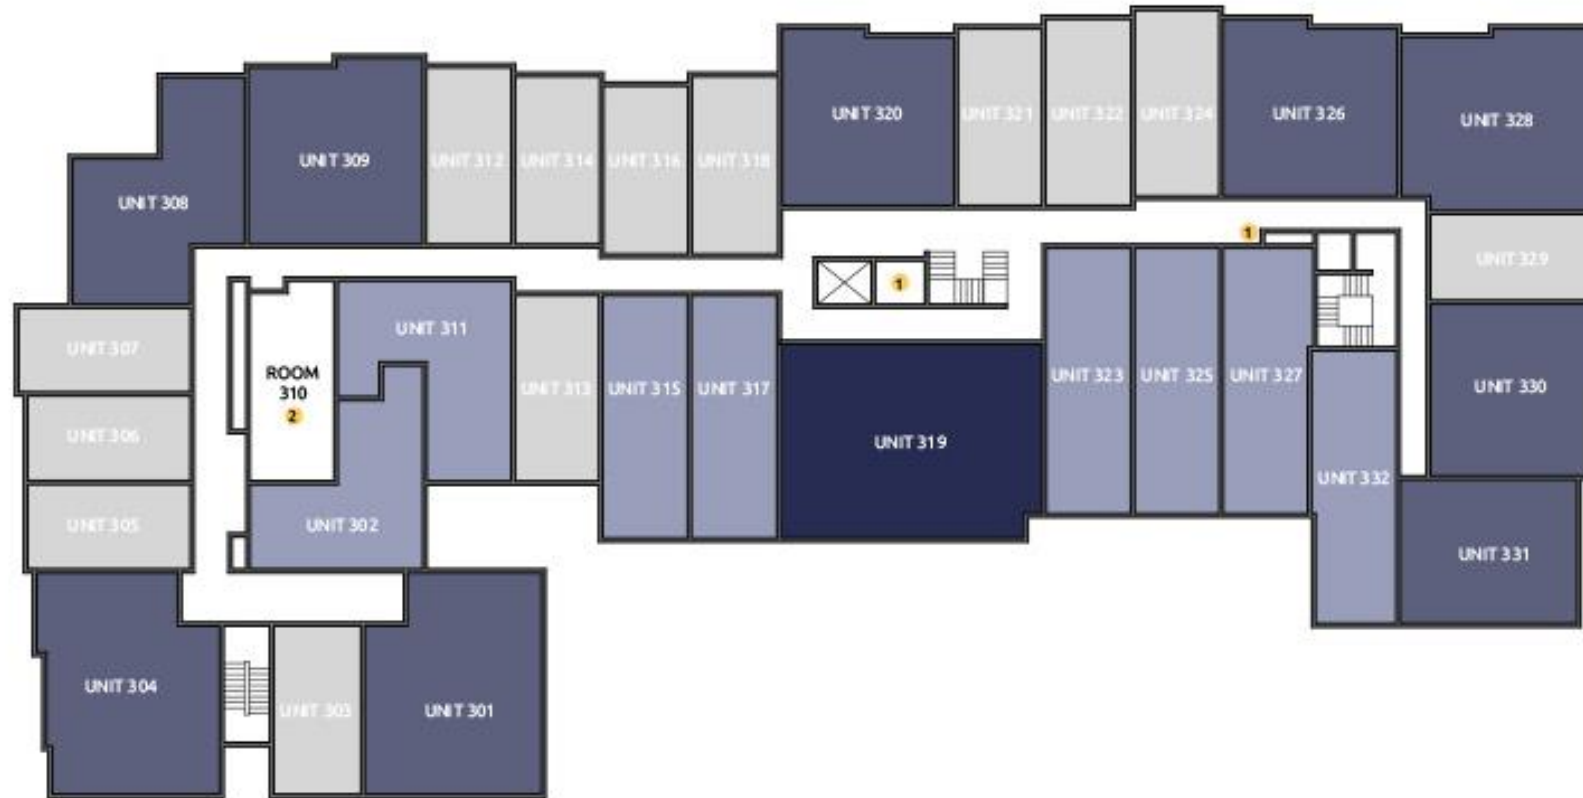 UNIT 320
UNIT 321
UNIT 322
UNIT 324
UNIT 326
UNIT 328
UNIT 309
UNIT 312
UNIT 314
UNIT 316
UNIT 318
UNIT 308
1
UNIT 329
1
UNIT 311
UNIT 307
ROOM
310
2
UNIT 313
UNIT 315
UNIT 317
UNIT 323
UNIT 325
UNIT 327
UNIT 330
UNIT 306
UNIT 319
UNIT 332
UNIT 305
UNIT 302
UNIT 331
UNIT 304
UNIT 303
UNIT 301